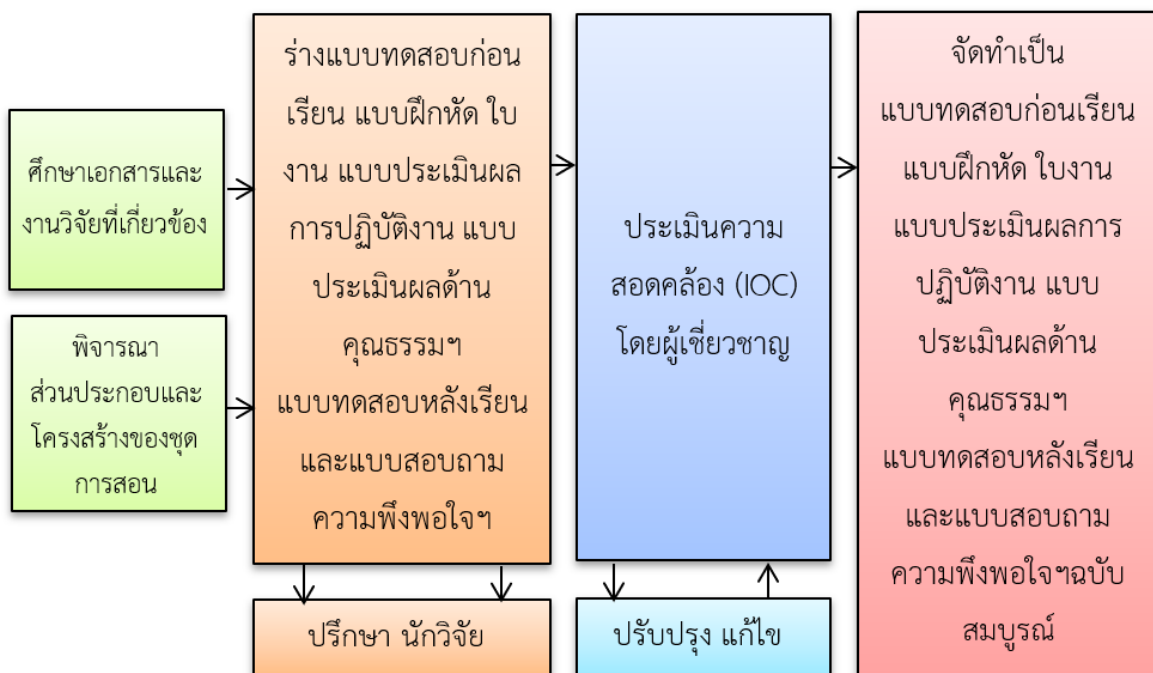 ศึกษาเอกสารและ
งานวิจัยที่เกี่ยวข้อง
พิจารณา
ส่วนประกอบและ
โครงสร้างของชุด
การสอน
ร่างแบบทดสอบก่อน
เรียน แบบฝึกหัด ใบ
งาน แบบประเมินผล
การปฏิบัติงาน แบบ
ประเมินผลด้าน
คุณธรรมฯ
แบบทดสอบหลังเรียน
และแบบสอบถาม
ความพึงพอใจฯ
ปรึกษา นักวิจัย
ประเมินความ
สอดคล้อง (IOC)
โดยผู้เชี่ยวชาญ
ปรับปรุง แก้ไข
จัดทำเป็น
แบบทดสอบก่อนเรียน
แบบฝึกหัด ใบงาน
แบบประเมินผลการ
ปฏิบัติงาน แบบ
ประเมินผลด้าน
คุณธรรมฯ
แบบทดสอบหลังเรียน
และแบบสอบถาม
ความพึงพอใจฯฉบับ
สมบูรณ์